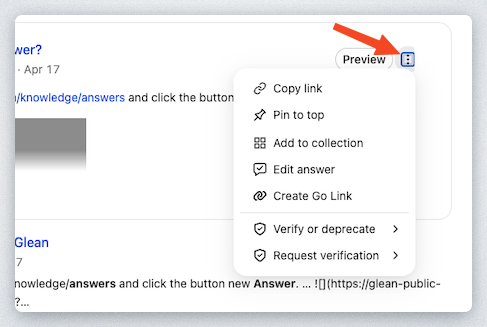 wer?
· Apr 17
Preview
/knowledge/answers and click the button
Copy link
Pin to top
Add to collection
Edit answer
Create Go Link
Verify or deprecate
Request verification
Glean
7
nowledge/answers and click the button new Answer. ... ![](https://glean-public-
?...